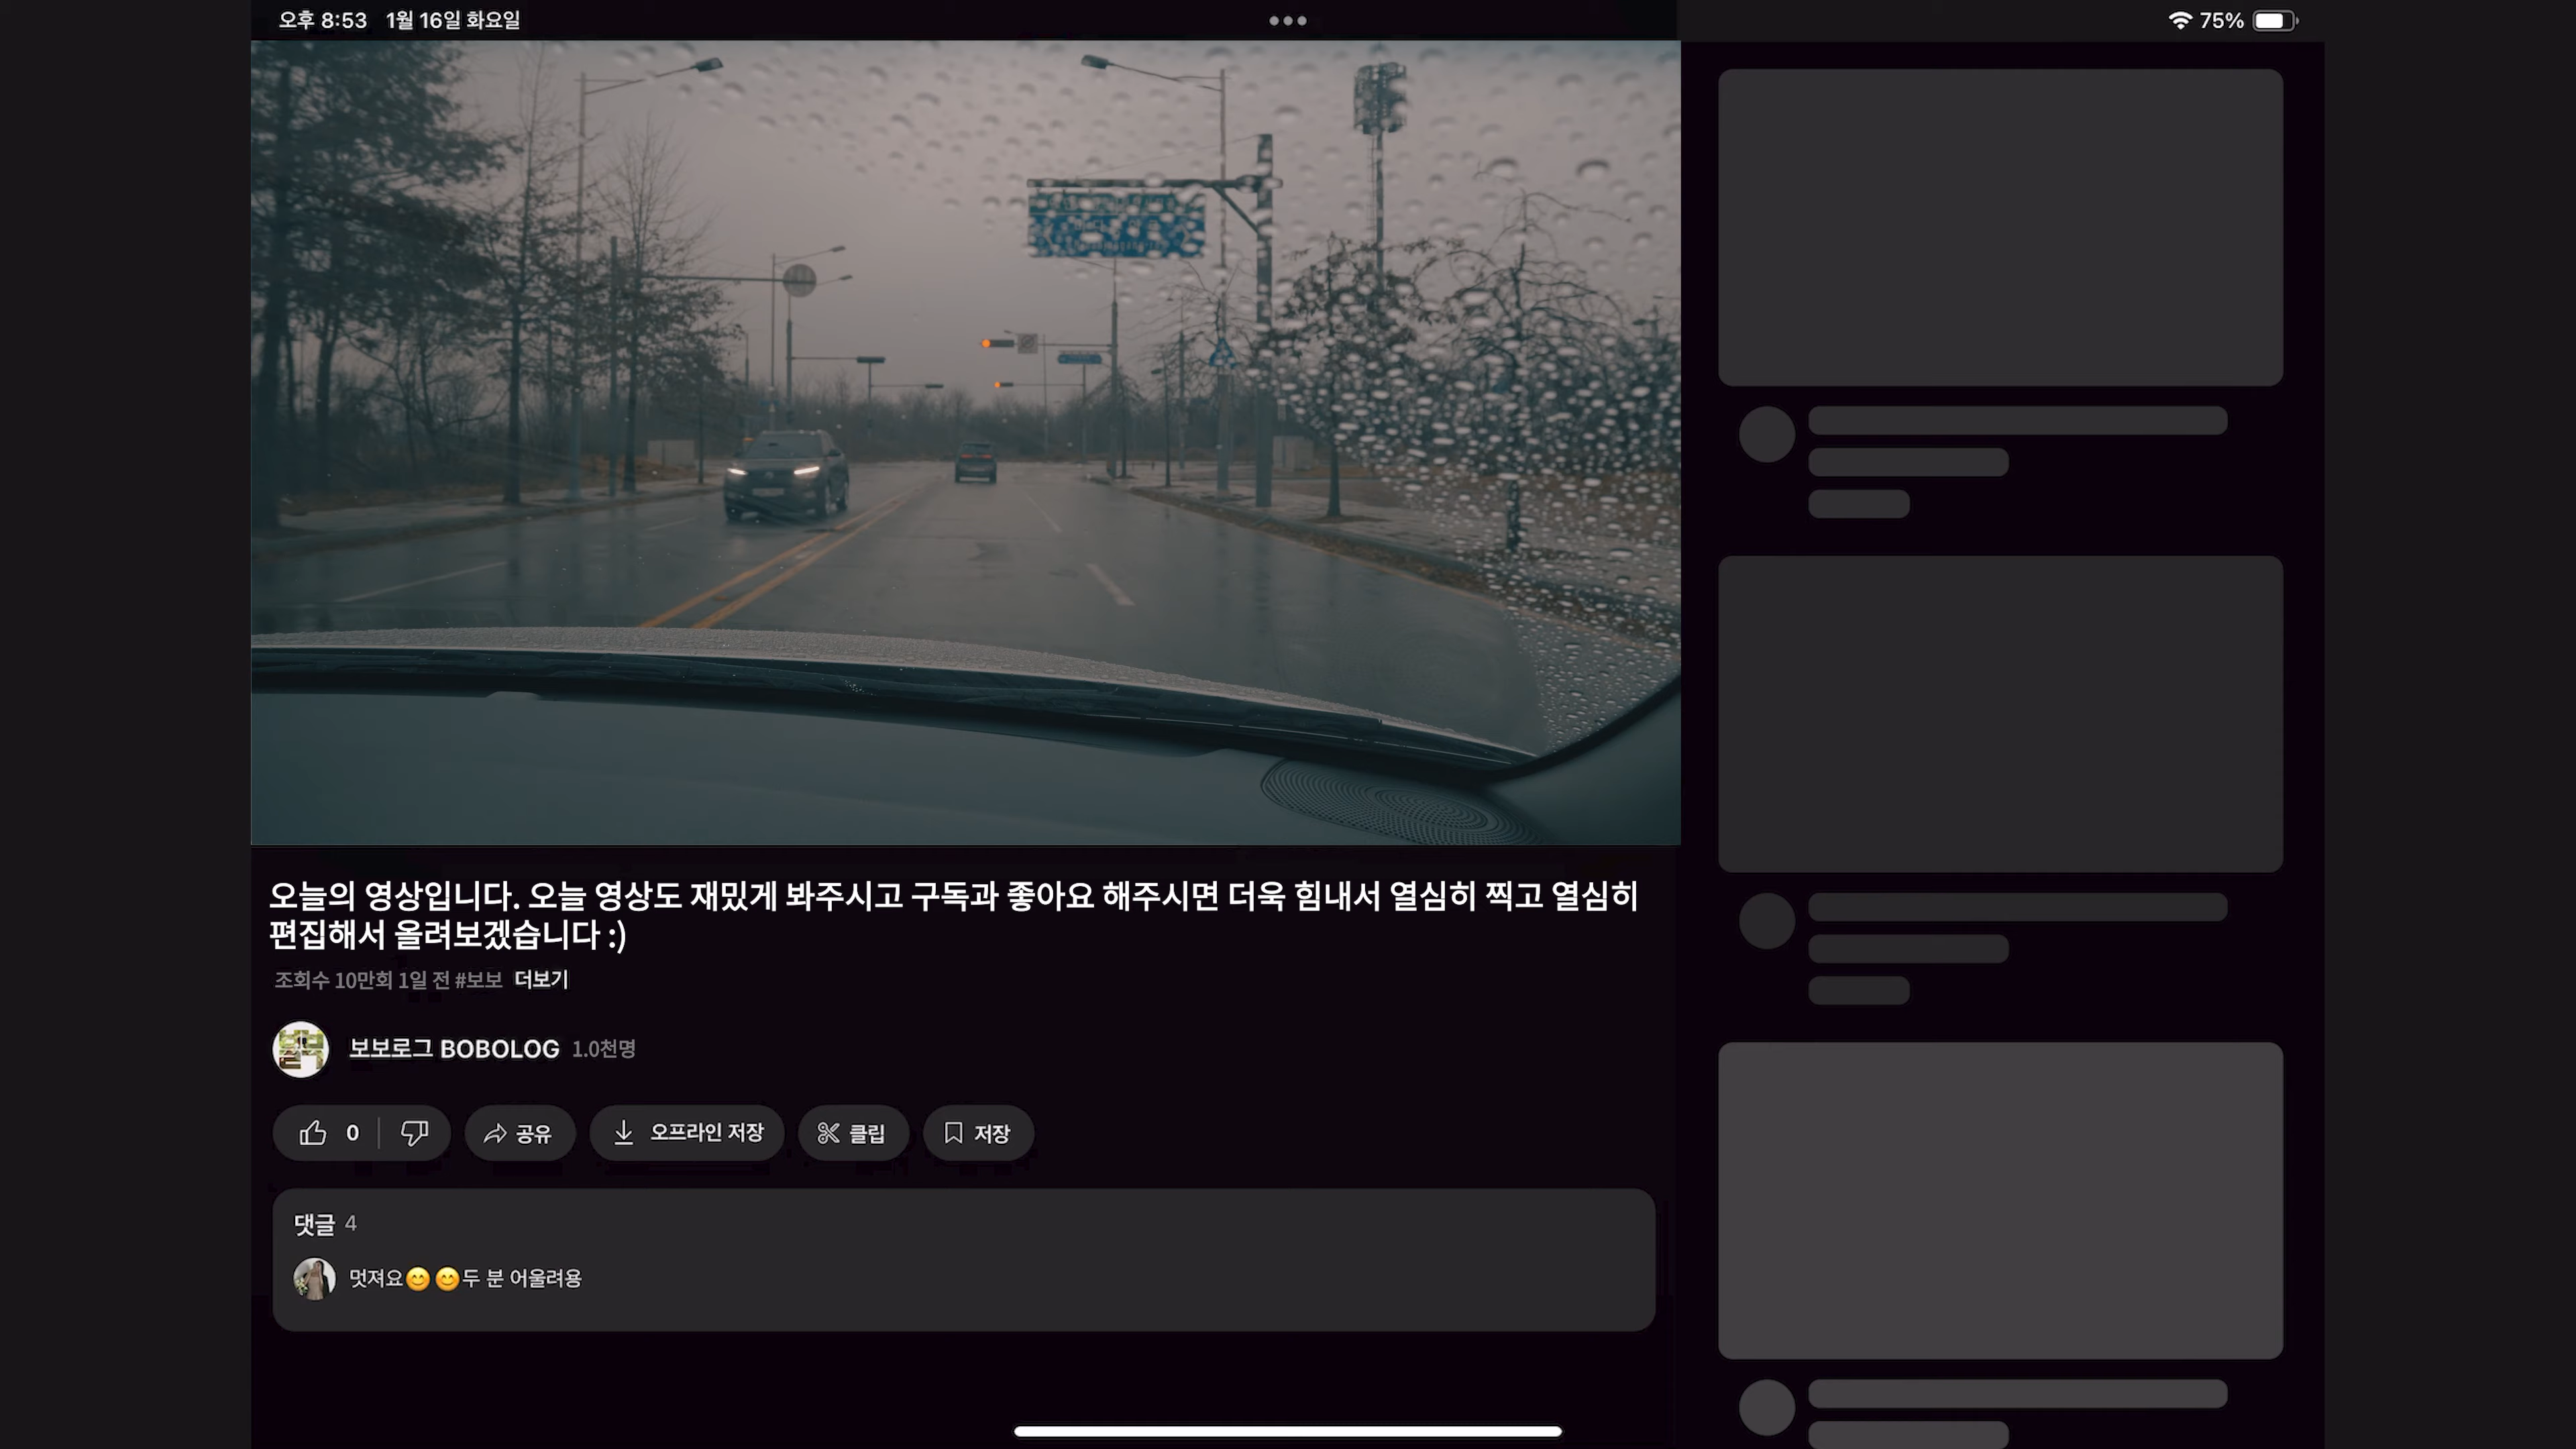 오후 8:53 1월 16일 화요일
75%
오늘의 영상입니다. 오늘 영상도 재밌게 봐주시고 구독과 좋아요 해주시면 더욱 힘내서 열심히 찍고 열심히
편집해서 올려보겠습니다 :)
조회수 10만회 1일 전 #보보 더보기
보보로그 BOBOLOG 1.0천명
0 공유 오프라인 저장 클립 저장
댓글 4
멋져요😊😊두 분 어울려용